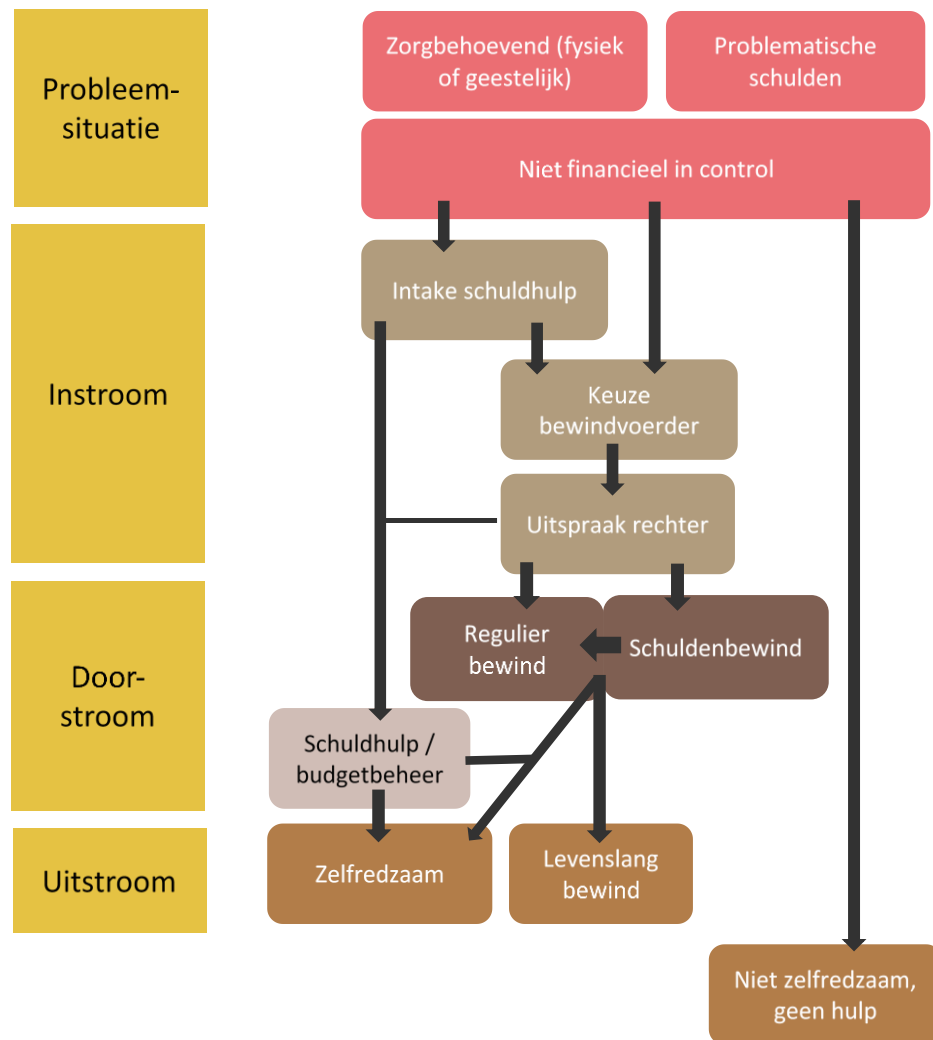 Probleem-
situatie
Zorgbehoevend (fysiek
of geestelijk)
Problematische
schulden
Niet financieel in control
Instroom
Intake schuldhulp
Keuze
bewindvoerder
Uitspraak rechter
Door-
stroom
Regulier
bewind
Schuldenbewind
Schuldhulp /
budgetbeheer
Uitstroom
Zelfredzaam
Levenslang
bewind
Niet zelfredzaam,
geen hulp